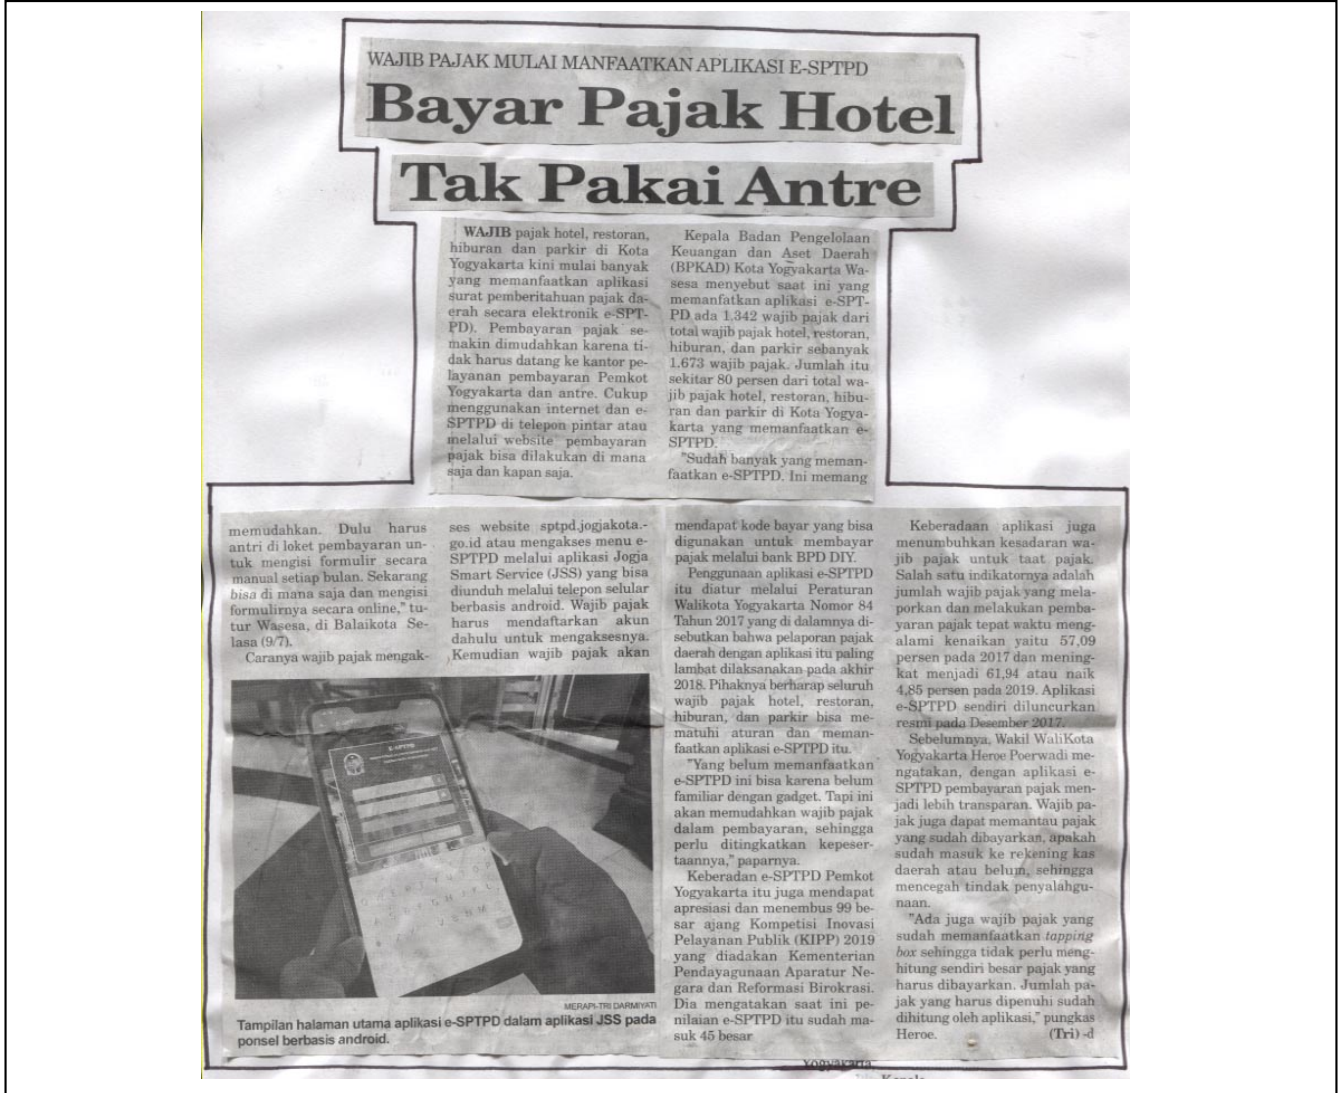 WAJIB PAJAK MULAI MANFAATKAN APLIKASI E-SPTPD
Bayar Pajak Hotel
Tak Pakai Antre
WAJIB pajak hotel, restoran,
hiburan dan parkir di Kota
Yogyakarta kini mulai banyak
yang memanfaatkan aplikasi
surat pemberitahuan pajak da-
erah secara elektronik e-SPT-
PD). Pembayaran pajak se-
makin dimudahkan karena ti-
dak harus datang ke kantor pe-
layanan pembayaran Pemkot
Yogyakarta dan antre. Cukup
menggunakan internet dan e-
SPTPD di telepon pintar atau
melalui website pembayaran
pajak bisa dilakukan di mana
saja dan kapan saja.
Kepala Badan Pengelolaan
Keuangan dan Aset Daerah
(BPKAD) Kota Yogyakarta Wa-
sesa menyebut saat ini yang
memanfatkan aplikasi e-SPT-
PD ada 1.342 wajib pajak dari
total wajib pajak hotel, restoran,
hiburan, dan parkir sebanyak
1.673 wajib pajak. Jumlah itu
sekitar 80 persen dari total wa-
jib pajak hotel, restoran, hibu-
ran dan parkir di Kota Yogya-
karta yang memanfaatkan e-
SPTPD.
"Sudah banyak yang meman-
faatkan e-SPTPD. Ini memang
memudahkan. Dulu harus
antri di loket pembayaran un-
tuk mengisi formulir secara
manual setiap bulan. Sekarang
bisa di mana saja dan mengisi
formulirnya secara online," tu-
tur Wasesa, di Balaikota Se-
lasa (9/7).
Caranya wajib pajak mengak-
ses website sptpd.jogjakota.-
go.id atau mengakses menu e-
SPTPD melalui aplikasi Jogja
Smart Service (JSS) yang bisa
diunduh melalui telepon selular
berbasis android. Wajib pajak
harus mendaftarkan akun
dahulu untuk mengaksesnya.
Kemudian wajib pajak akan
E-SPTPD
MERAPI-TRI DARMIYATI
Tampilan halaman utama aplikasi e-SPTPD dalam aplikasi JSS pada
ponsel berbasis android.
mendapat kode bayar yang bisa
digunakan untuk membayar
pajak melalui bank BPD DIY.
Penggunaan aplikasi e-SPTPD
itu diatur melalui Peraturan
Walikota Yogyakarta Nomor 84
Tahun 2017 yang di dalamnya di-
sebutkan bahwa pelaporan pajak
daerah dengan aplikasi itu paling
lambat dilaksanakan pada akhir
2018. Pihaknya berharap seluruh
wajib pajak hotel, restoran,
hiburan, dan parkir bisa me-
matuhi aturan dan meman-
faatkan aplikasi e-SPTPD itu.
"Yang belum memanfaatkan
e-SPTPD ini bisa karena belum
familiar dengan gadget. Tapi ini
akan memudahkan wajib pajak
dalam pembayaran, sehingga
perlu ditingkatkan kepeser-
taannya," paparnya.
Keberadan e-SPTPD Pemkot
Yogyakarta itu juga mendapat
apresiasi dan menembus 99 be-
sar ajang Kompetisi Inovasi
Pelayanan Publik (KIPP) 2019
yang diadakan Kementerian
Pendayagunaan Aparatur Ne-
gara dan Reformasi Birokrasi.
Dia mengatakan saat ini pe-
nilaian e-SPTPD itu sudah ma-
suk 45 besar
Keberadaan aplikasi juga
menumbuhkan kesadaran wa-
jib pajak untuk taat pajak.
Salah satu indikatornya adalah
jumlah wajib pajak yang mela-
porkan dan melakukan pemba-
yaran pajak tepat waktu meng-
alami kenaikan yaitu 57,09
persen pada 2017 dan mening-
kat menjadi 61,94 atau naik
4,85 persen pada 2019. Aplikasi
e-SPTPD sendiri diluncurkan
resmi pada Desember 2017.
Sebelumnya, Wakil WaliKota
Yogyakarta Heroe Poerwadi me-
ngatakan, dengan aplikasi e-
SPTPD pembayaran pajak men-
jadi lebih transparan. Wajib pa-
jak juga dapat memantau pajak
yang sudah dibayarkan, apakah
sudah masuk ke rekening kas
daerah atau belum, sehingga
mencegah tindak penyalahgu-
naan.
"Ada juga wajib pajak yang
sudah memanfaatkan tapping
box sehingga tidak perlu meng-
hitung sendiri besar pajak yang
harus dibayarkan. Jumlah pa-
jak yang harus dipenuhi sudah
dihitung oleh aplikasi," pungkas
Heroe. (Tri) -d
Yogyakarta,